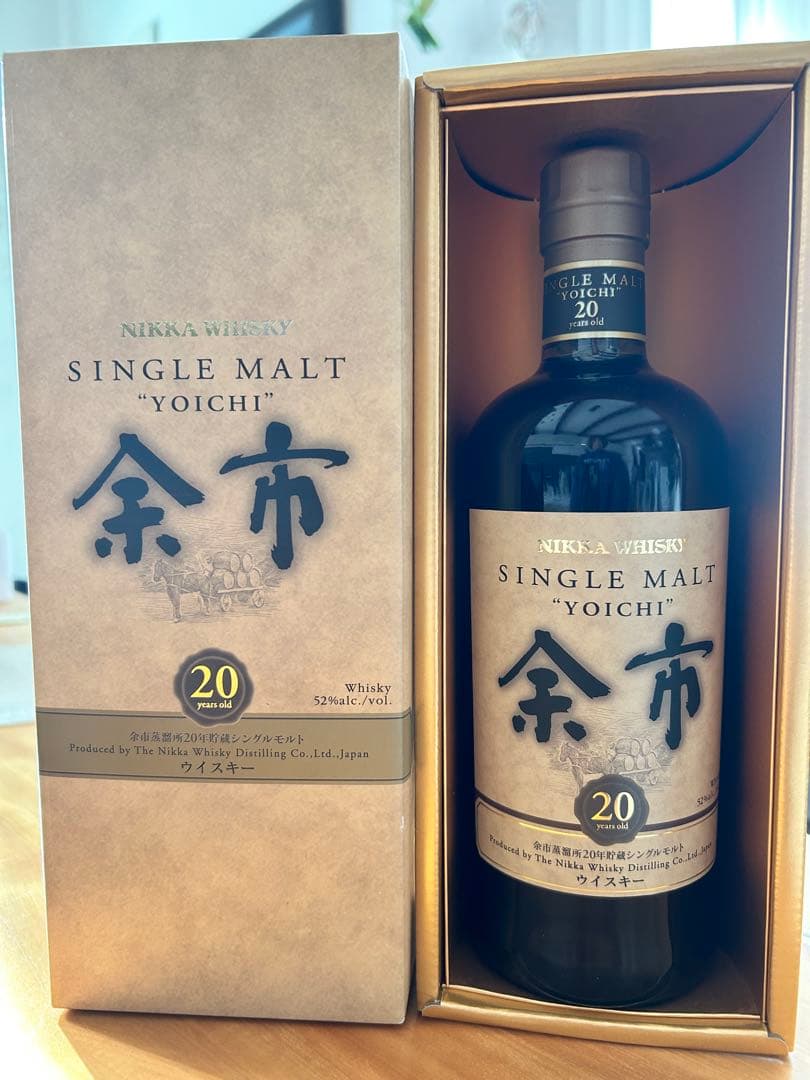 NIKKA WHISKY
SINGLE MALT
“YOICHI”
余市
20
years old
Whisky
52%alc./vol.
余市蒸溜所20年貯蔵シングルモルト
Produced by The Nikka Whisky Distilling Co.,Ltd.,Japan
ウイスキー
SINGLE MALT
“YOICHI”
20
years old
NIKKA WHISKY
SINGLE MALT
“YOICHI”
余市
20
years old
余市蒸溜所20年貯蔵シングルモルト
Produced by The Nikka Whisky Distilling Co.,Ltd.,Japan
ウイスキー